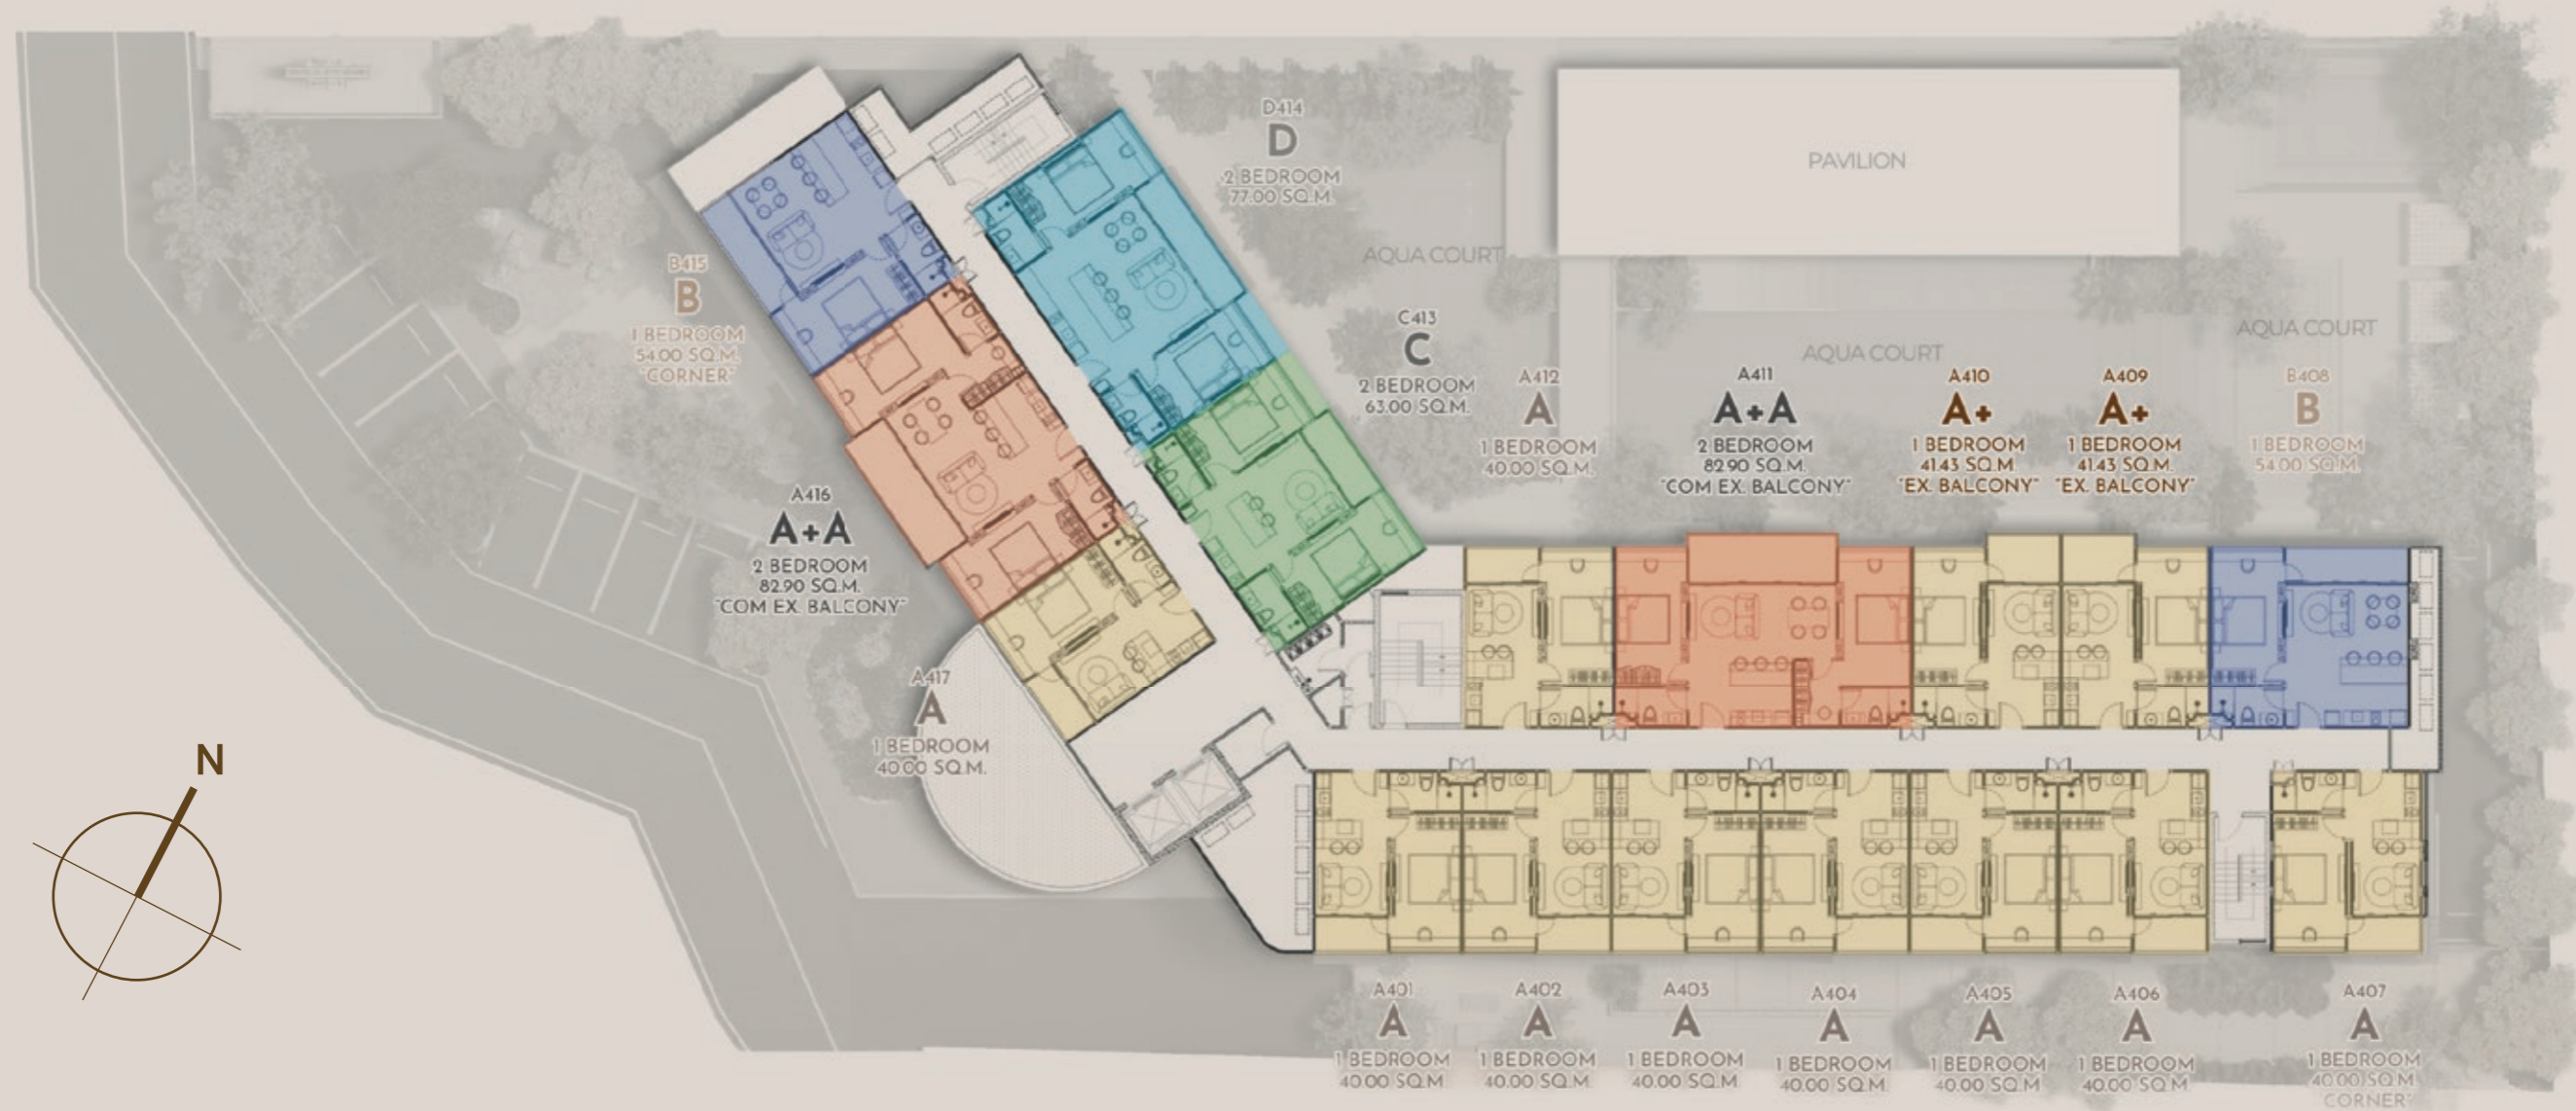 D414
D
2 BEDROOM
77.00 SQ.M.
PAVILION
AQUA COURT
B415
B
1 BEDROOM
54.00 SQ.M.
"CORNER"
C413
C
2 BEDROOM
63.00 SQ.M.
AQUA COURT
AQUA COURT
A412
A
1 BEDROOM
40.00 SQ.M.
A411
A+A
2 BEDROOM
82.90 SQ.M.
"COM EX. BALCONY"
A410
A+
1 BEDROOM
41.43 SQ.M.
"EX. BALCONY"
A409
A+
1 BEDROOM
41.43 SQ.M.
"EX. BALCONY"
B408
B
1 BEDROOM
54.00 SQ.M.
A416
A+A
2 BEDROOM
82.90 SQ.M.
"COM EX. BALCONY"
A417
A
1 BEDROOM
40.00 SQ.M.
N
A401
A
1 BEDROOM
40.00 SQ.M
A402
A
1 BEDROOM
40.00 SQ.M.
A403
A
1 BEDROOM
40.00 SQ.M.
A404
A
1 BEDROOM
40.00 SQ.M.
A405
A
1 BEDROOM
40.00 SQ.M.
A406
A
1 BEDROOM
40.00 SQ.M.
A407
A
1 BEDROOM
40.00 SQ.M.
CORNER"